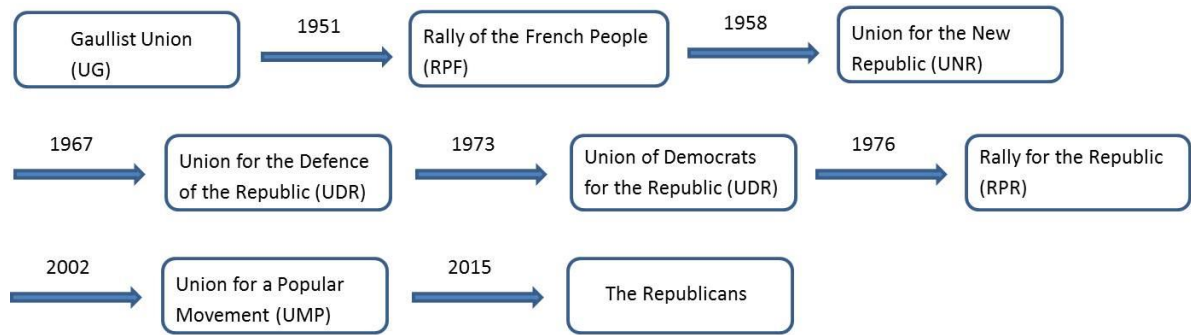 Gaullist Union
(UG)
1951
Rally of the French People
(RPF)
1958
Union for the New
Republic (UNR)
1967
Union for the Defence
of the Republic (UDR)
1973
Union of Democrats
for the Republic (UDR)
1976
Rally for the Republic
(RPR)
2002
Union for a Popular
Movement (UMP)
2015
The Republicans